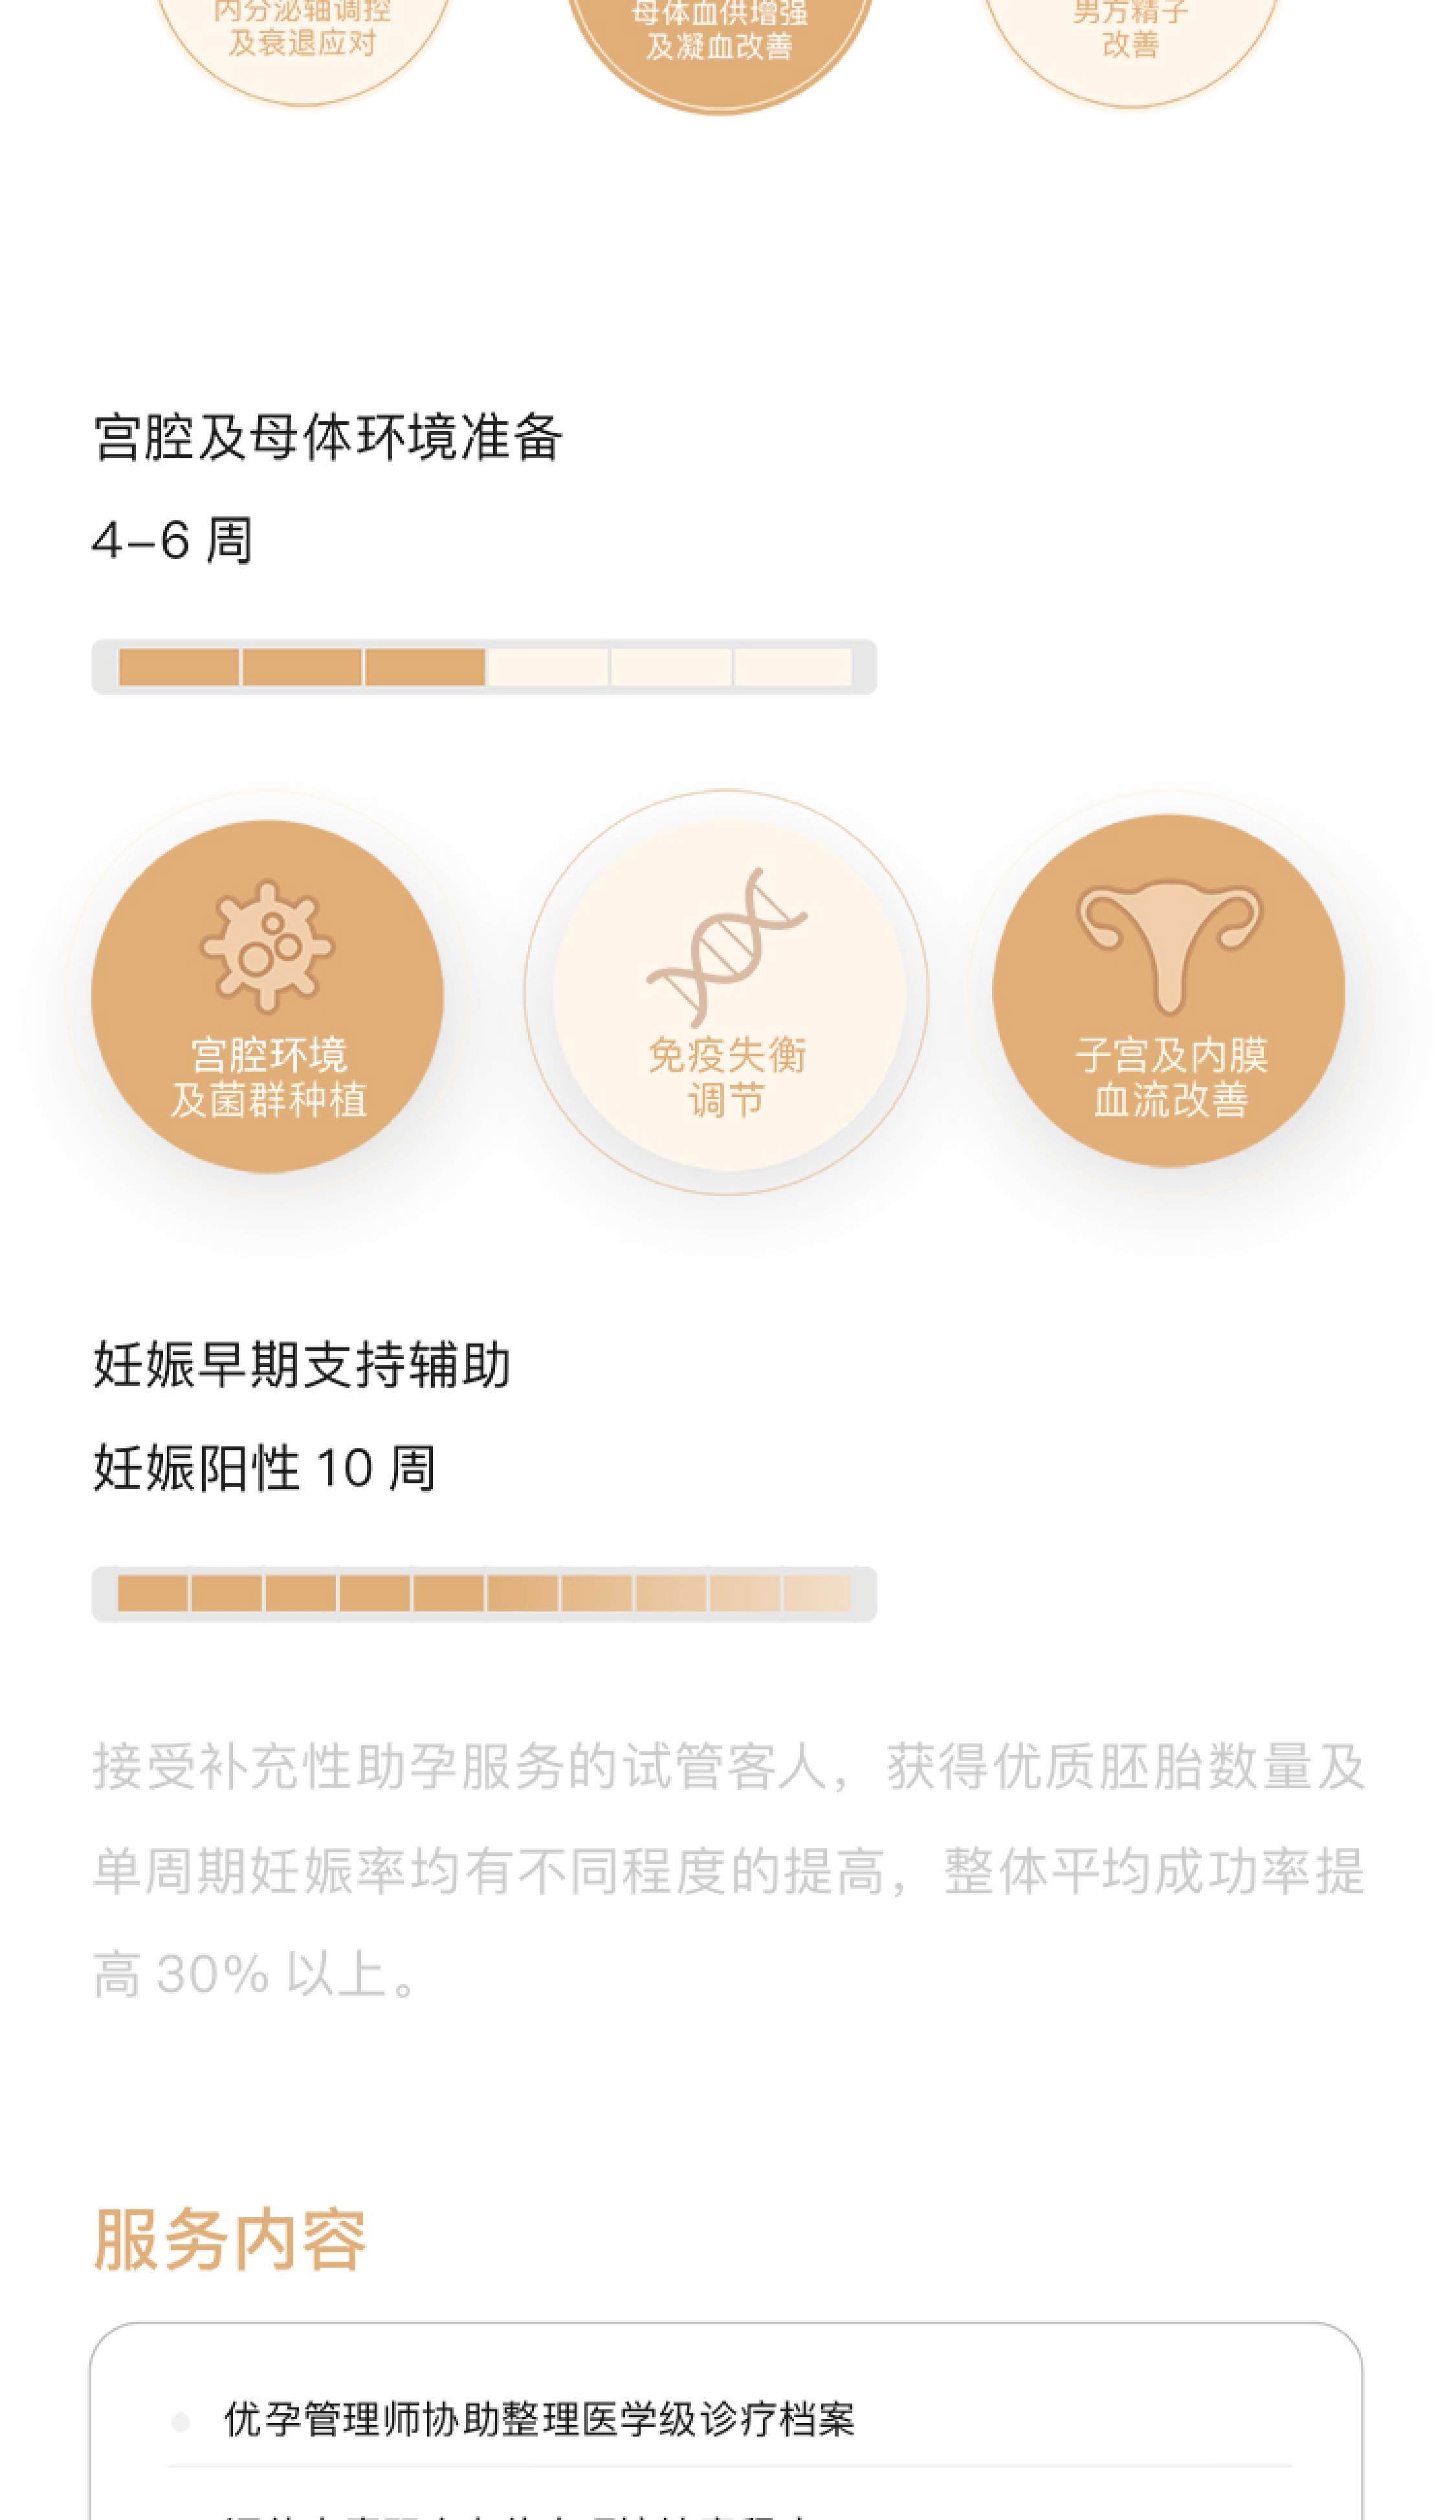 内分泌轴调控
及衰退应对
母体血供增强
及凝血改善
男方精子
改善
宫腔及母体环境准备
4–6 周
宫腔环境
及菌群种植
免疫失衡
调节
子宫及内膜
血流改善
妊娠早期支持辅助
妊娠阳性 10 周
接受补充性助孕服务的试管客人，获得优质胚胎数量及
单周期妊娠率均有不同程度的提高，整体平均成功率提
高 30% 以上。
服务内容
优孕管理师协助整理医学级诊疗档案